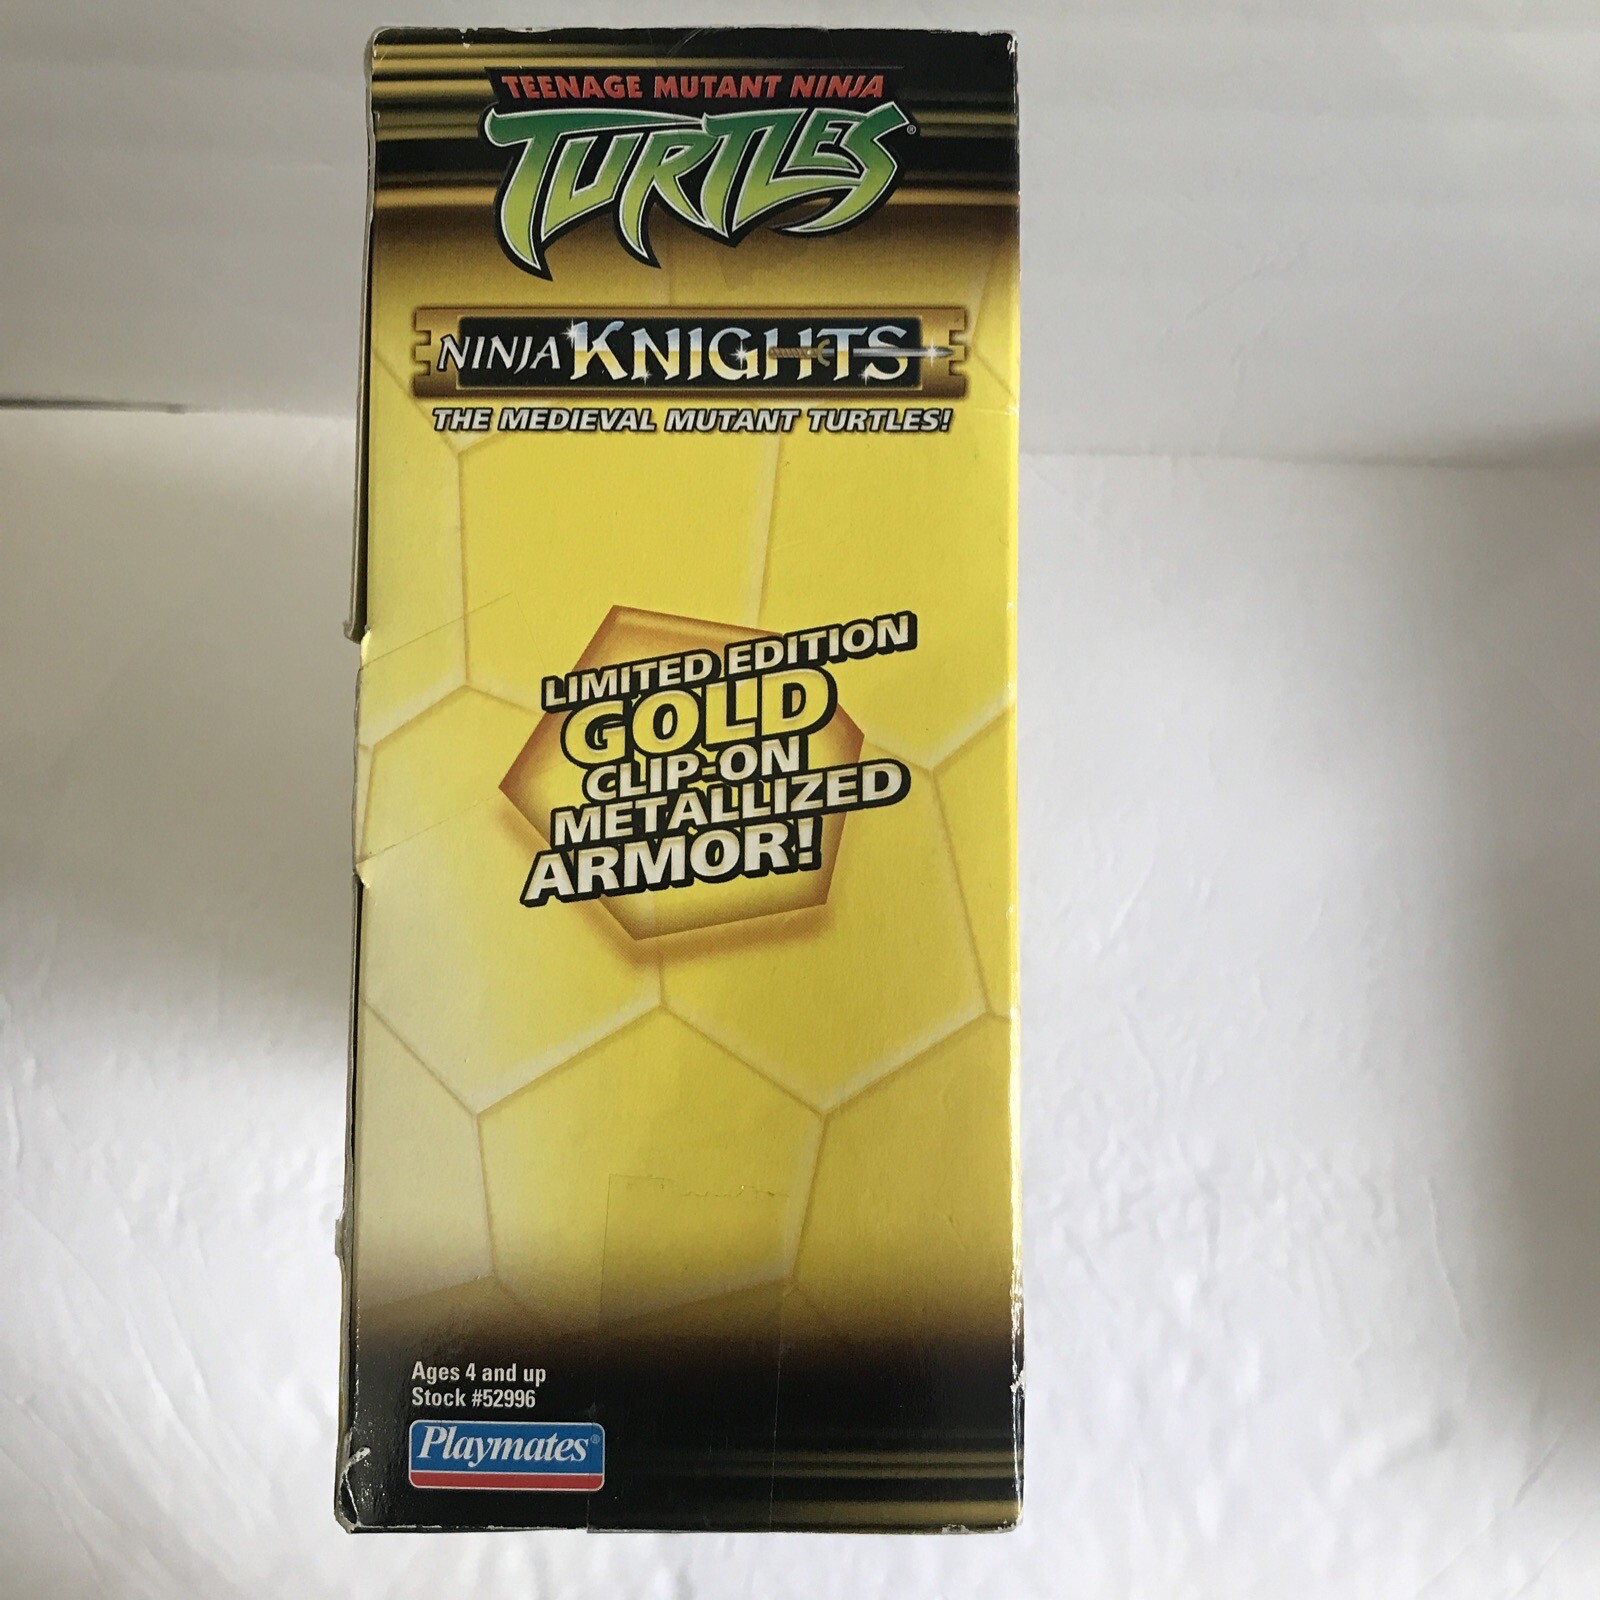 TEENAGE MUTANT NINJA
TURTLES®
NINJA KNIGHTS
THE MEDIEVAL MUTANT TURTLES!
LIMITED EDITION
GOLD
CLIP-ON
METALLIZED
ARMOR!
Ages 4 and up
Stock #52996
Playmates®